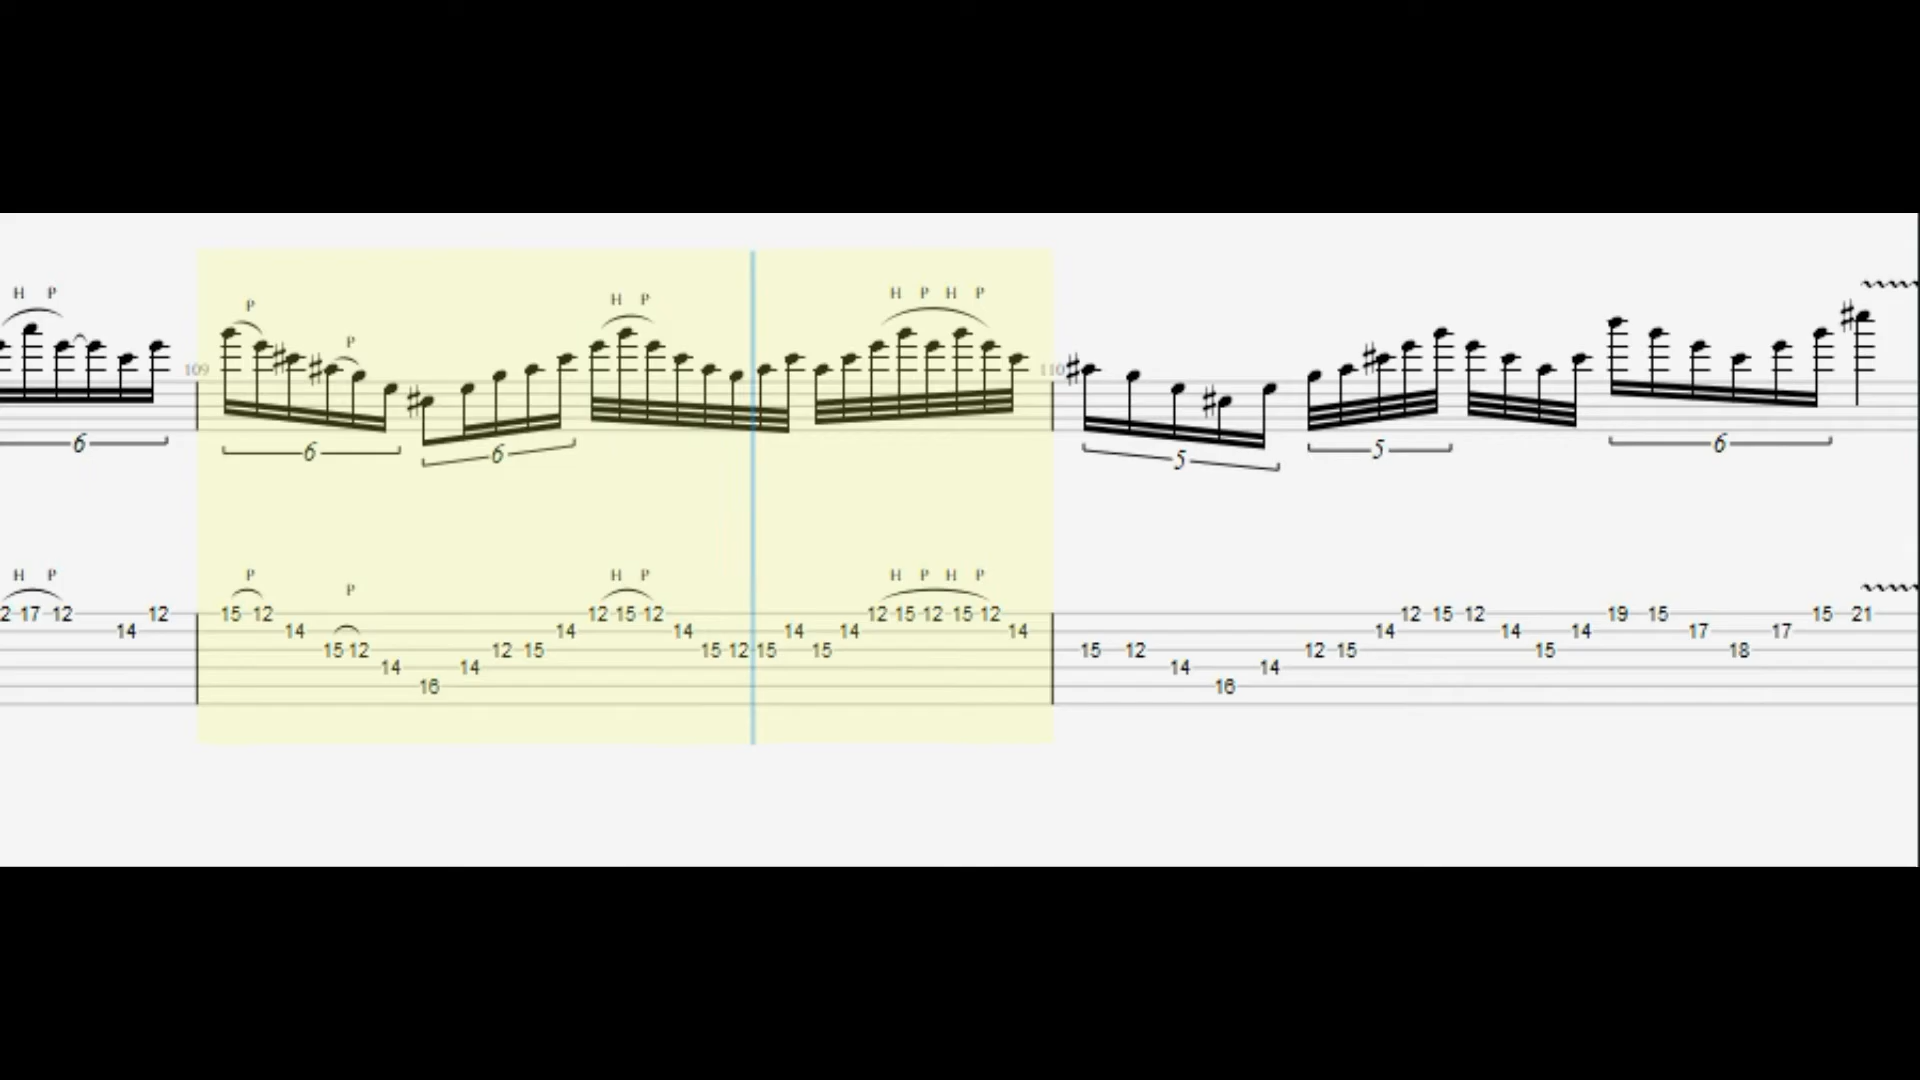 H P P P H P H P H P
109 110
6 6 6 5 5 6
H P P P H P H P H P
2 17 12 12 15 12 12 15 12 12 15 12 15 12 12 15 12 19 15 15 21
14 14 14 14 14 14 14 14 14 14 17 17
15 12 12 15 15 12 15 15 15 12 12 15 15 18
14 14 14 14
16 16